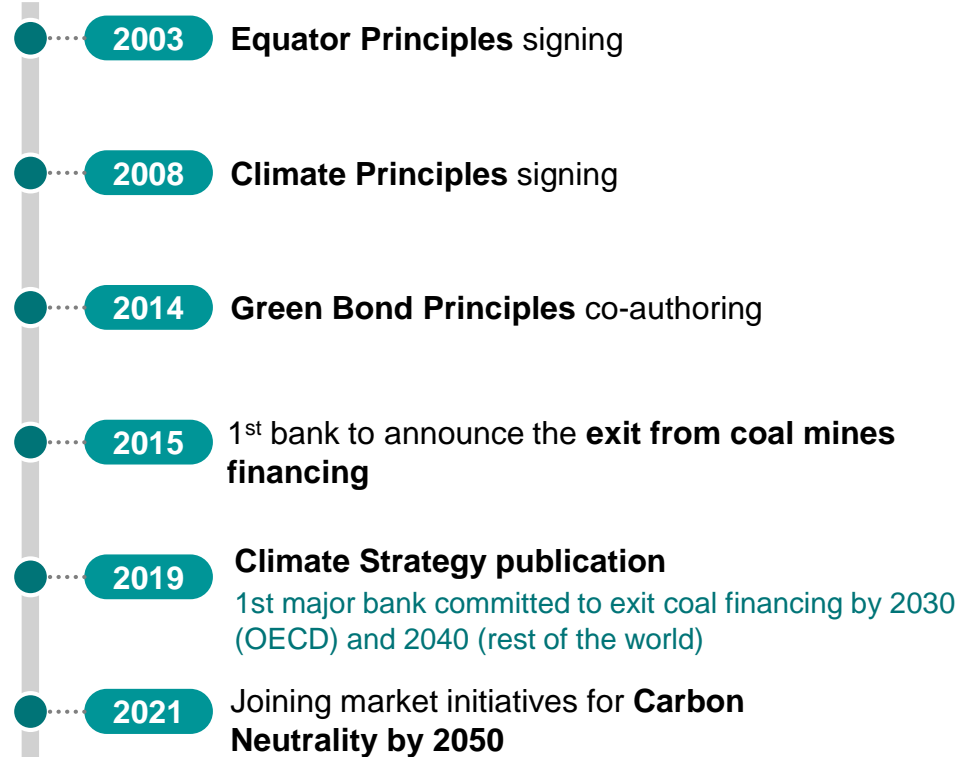 2003 Equator Principles signing
2008 Climate Principles signing
2014 Green Bond Principles co-authoring
2015 1st bank to announce the exit from coal mines
financing
2019 Climate Strategy publication
1st major bank committed to exit coal financing by 2030
(OECD) and 2040 (rest of the world)
2021 Joining market initiatives for Carbon
Neutrality by 2050